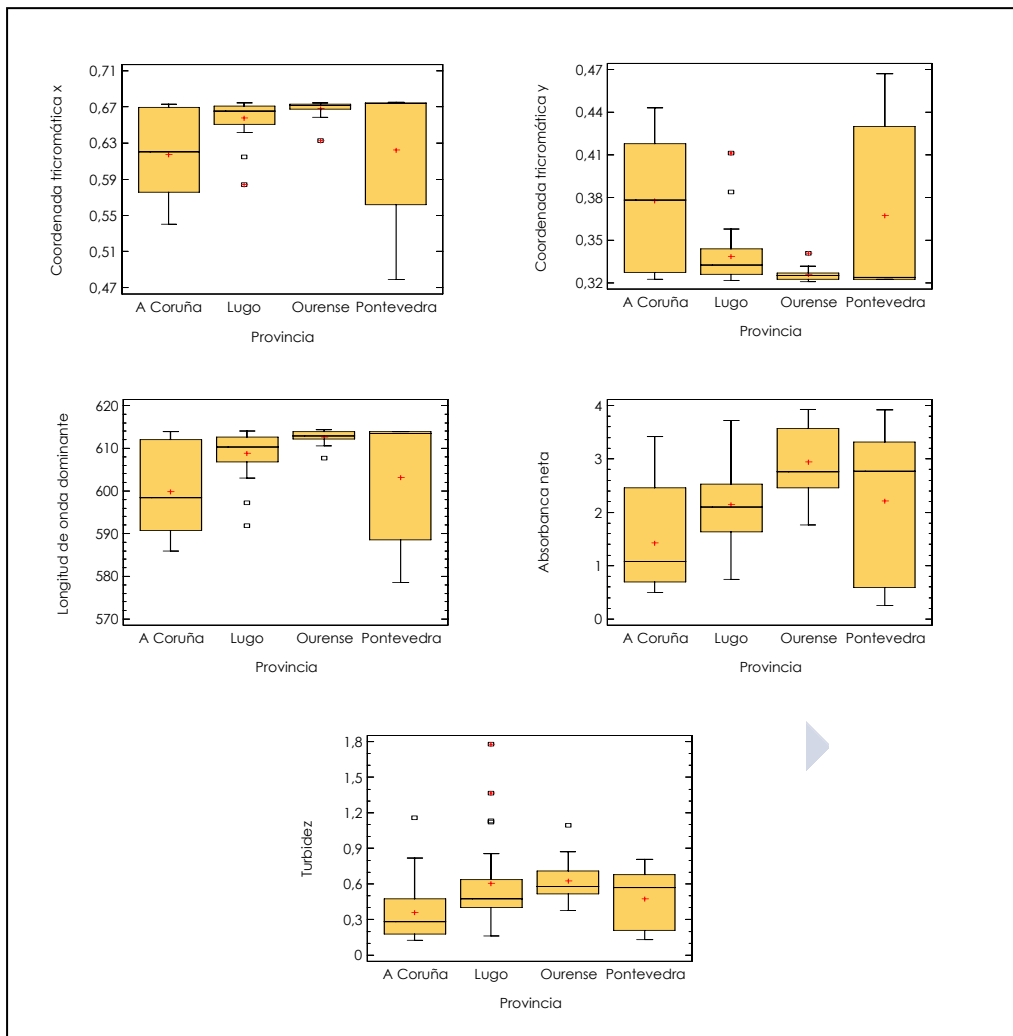 Coordenada tricromática x
0,71
0,67
0,63
0,59
0,55
0,51
0,47
A Coruña Lugo Ourense Pontevedra
Provincia
Coordenada tricromática y
0,47
0,44
0,41
0,38
0,35
0,32
A Coruña Lugo Ourense Pontevedra
Provincia
Longitud de onda dominante
620
610
600
590
580
570
A Coruña Lugo Ourense Pontevedra
Provincia
Absorbanca neta
4
3
2
1
0
A Coruña Lugo Ourense Pontevedra
Provincia
Turbidez
1,8
1,5
1,2
0,9
0,6
0,3
0
A Coruña Lugo Ourense Pontevedra
Provincia